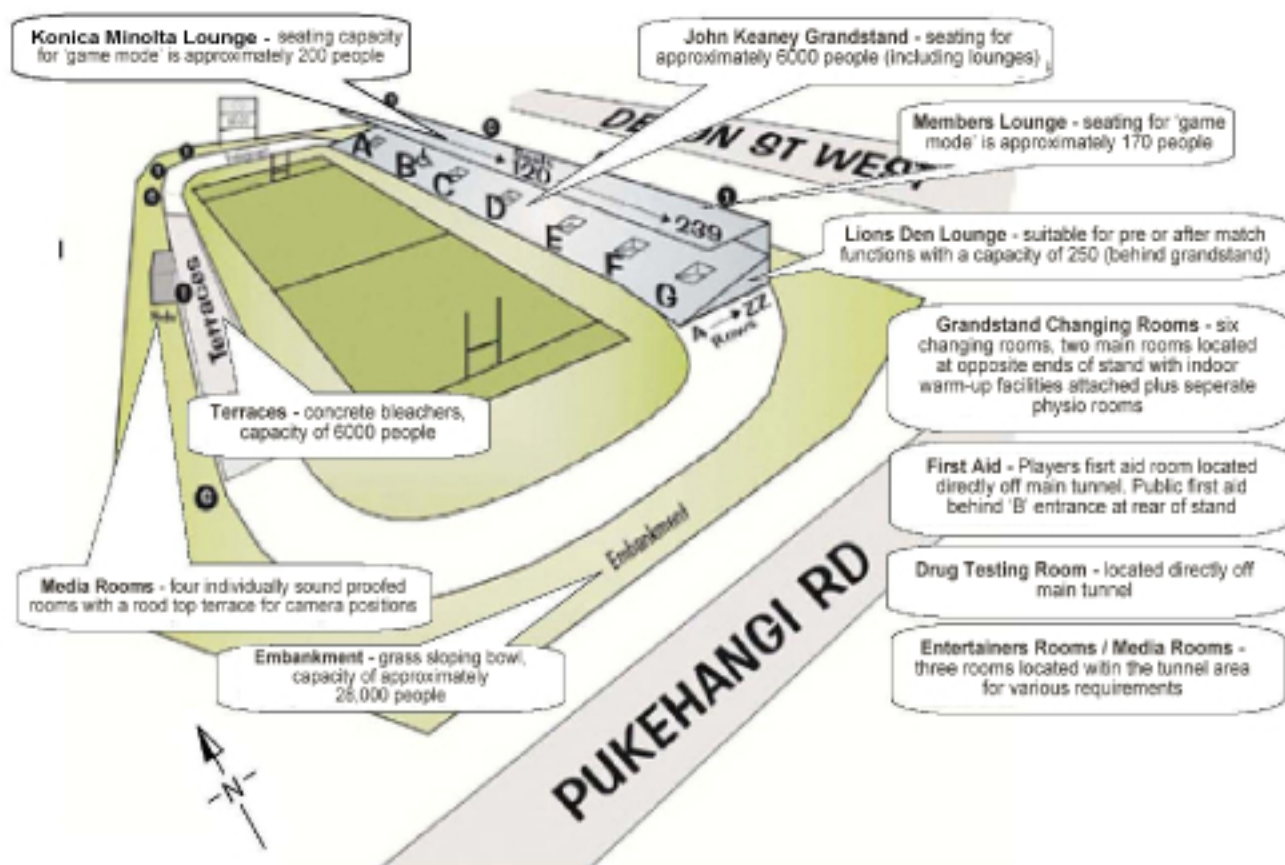 Konica Minolta Lounge - seating capacity
for 'game mode' is approximately 200 people
John Keaney Grandstand - seating for
approximately 6000 people (including lounges)
DEVON ST WEST
Members Lounge - seating for 'game
mode' is approximately 170 people
A
B
C
D
E
F
G
120
239
Lions Den Lounge - suitable for pre or after match
functions with a capacity of 250 (behind grandstand)
A → ZZ
Rows
Terraces
Grandstand Changing Rooms - six
changing rooms, two main rooms located
at opposite ends of stand with indoor
warm-up facilities attached plus seperate
physio rooms
Terraces - concrete bleachers,
capacity of 6000 people
First Aid - Players fisrt aid room located
directly off main tunnel. Public first aid
behind 'B' entrance at rear of stand
Embankment
Media Rooms - four individually sound proofed
rooms with a rood top terrace for camera positions
Drug Testing Room - located directly off
main tunnel
Embankment - grass sloping bowl,
capacity of approximately
people
Entertainers Rooms / Media Rooms -
three rooms located witin the tunnel area
for various requirements
PUKEHANGI RD
N